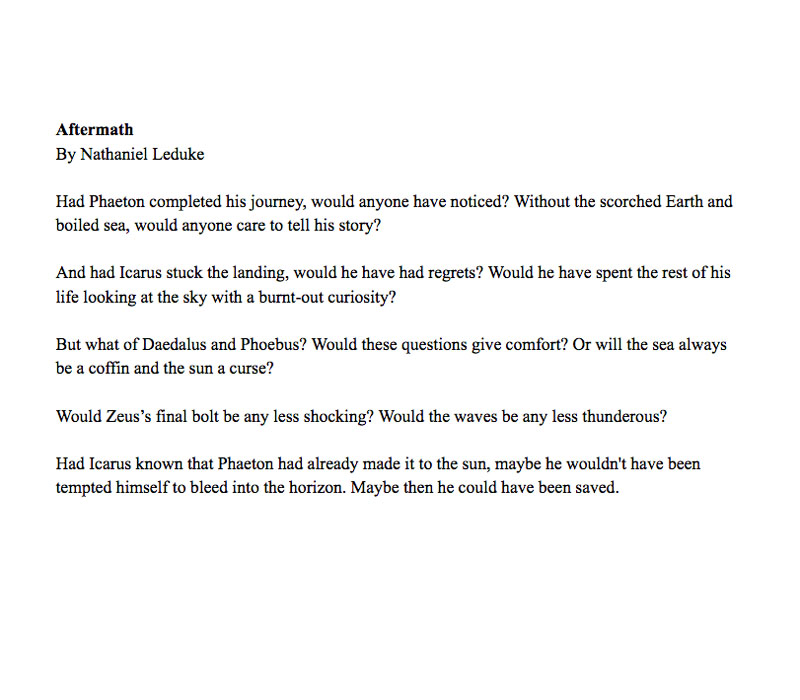 Aftermath
By Nathaniel Leduke
Had Phaeton completed his journey, would anyone have noticed? Without the scorched Earth and
boiled sea, would anyone care to tell his story?
And had Icarus stuck the landing, would he have had regrets? Would he have spent the rest of his
life looking at the sky with a burnt-out curiosity?
But what of Daedalus and Phoebus? Would these questions give comfort? Or will the sea always
be a coffin and the sun a curse?
Would Zeus’s final bolt be any less shocking? Would the waves be any less thunderous?
Had Icarus known that Phaeton had already made it to the sun, maybe he wouldn't have been
tempted himself to bleed into the horizon. Maybe then he could have been saved.